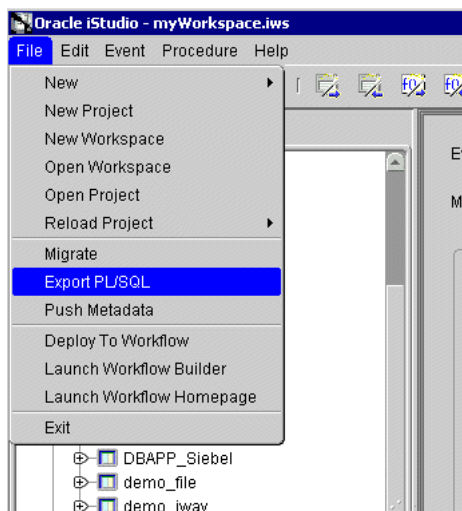 Oracle iStudio - myWorkspace.iws
File Edit Event Procedure Help
New
New Project
New Workspace
Open Workspace
Open Project
Reload Project
Migrate
Export PL/SQL
Push Metadata
Deploy To Workflow
Launch Workflow Builder
Launch Workflow Homepage
Exit
DBAPP_Siebel
demo_file
demo_iway